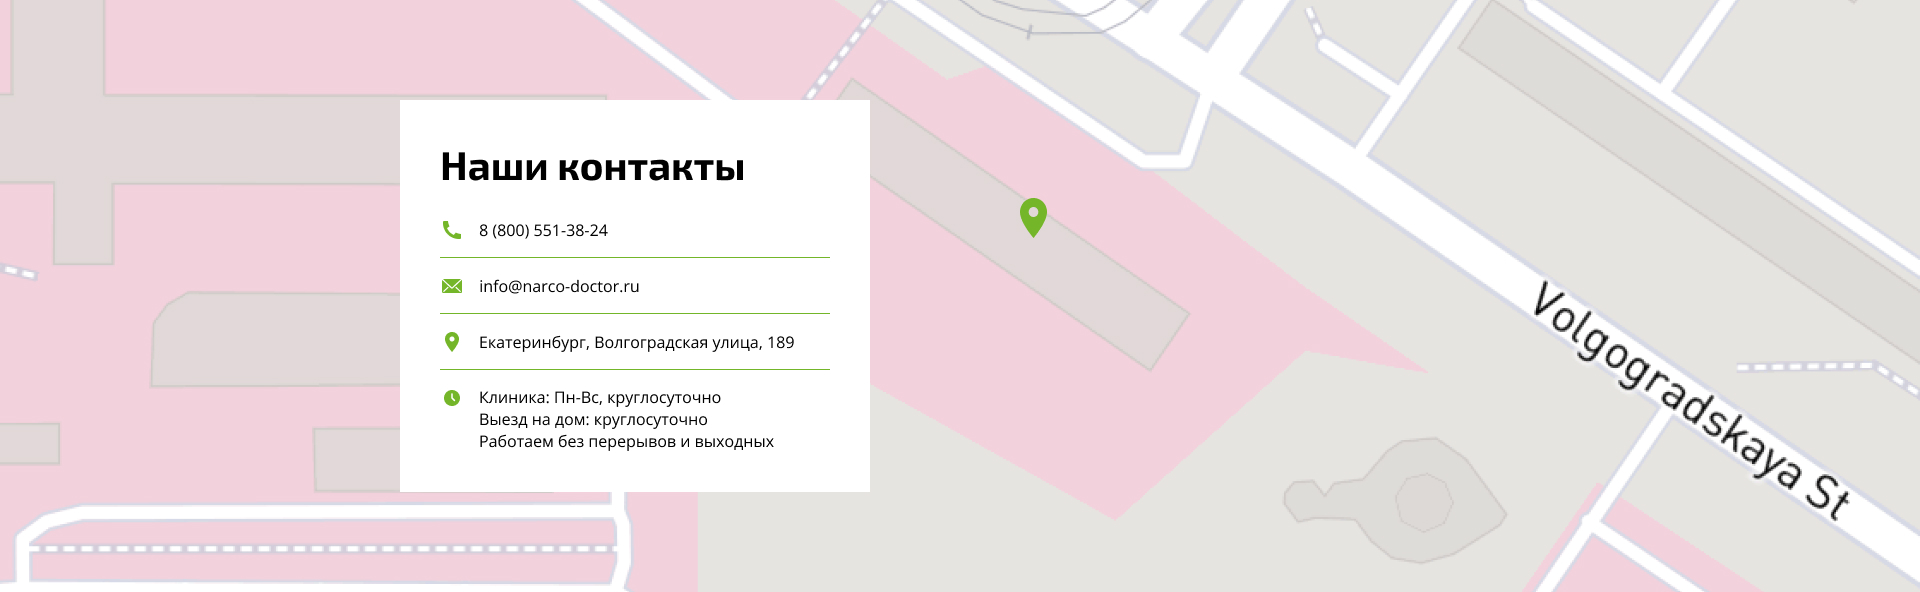 Наши контакты
8 (800) 551-38-24
info@narco-doctor.ru
Екатеринбург, Волгоградская улица, 189
Клиника: Пн-Вс, круглосуточно
Выезд на дом: круглосуточно
Работаем без перерывов и выходных
Volgogradskaya St